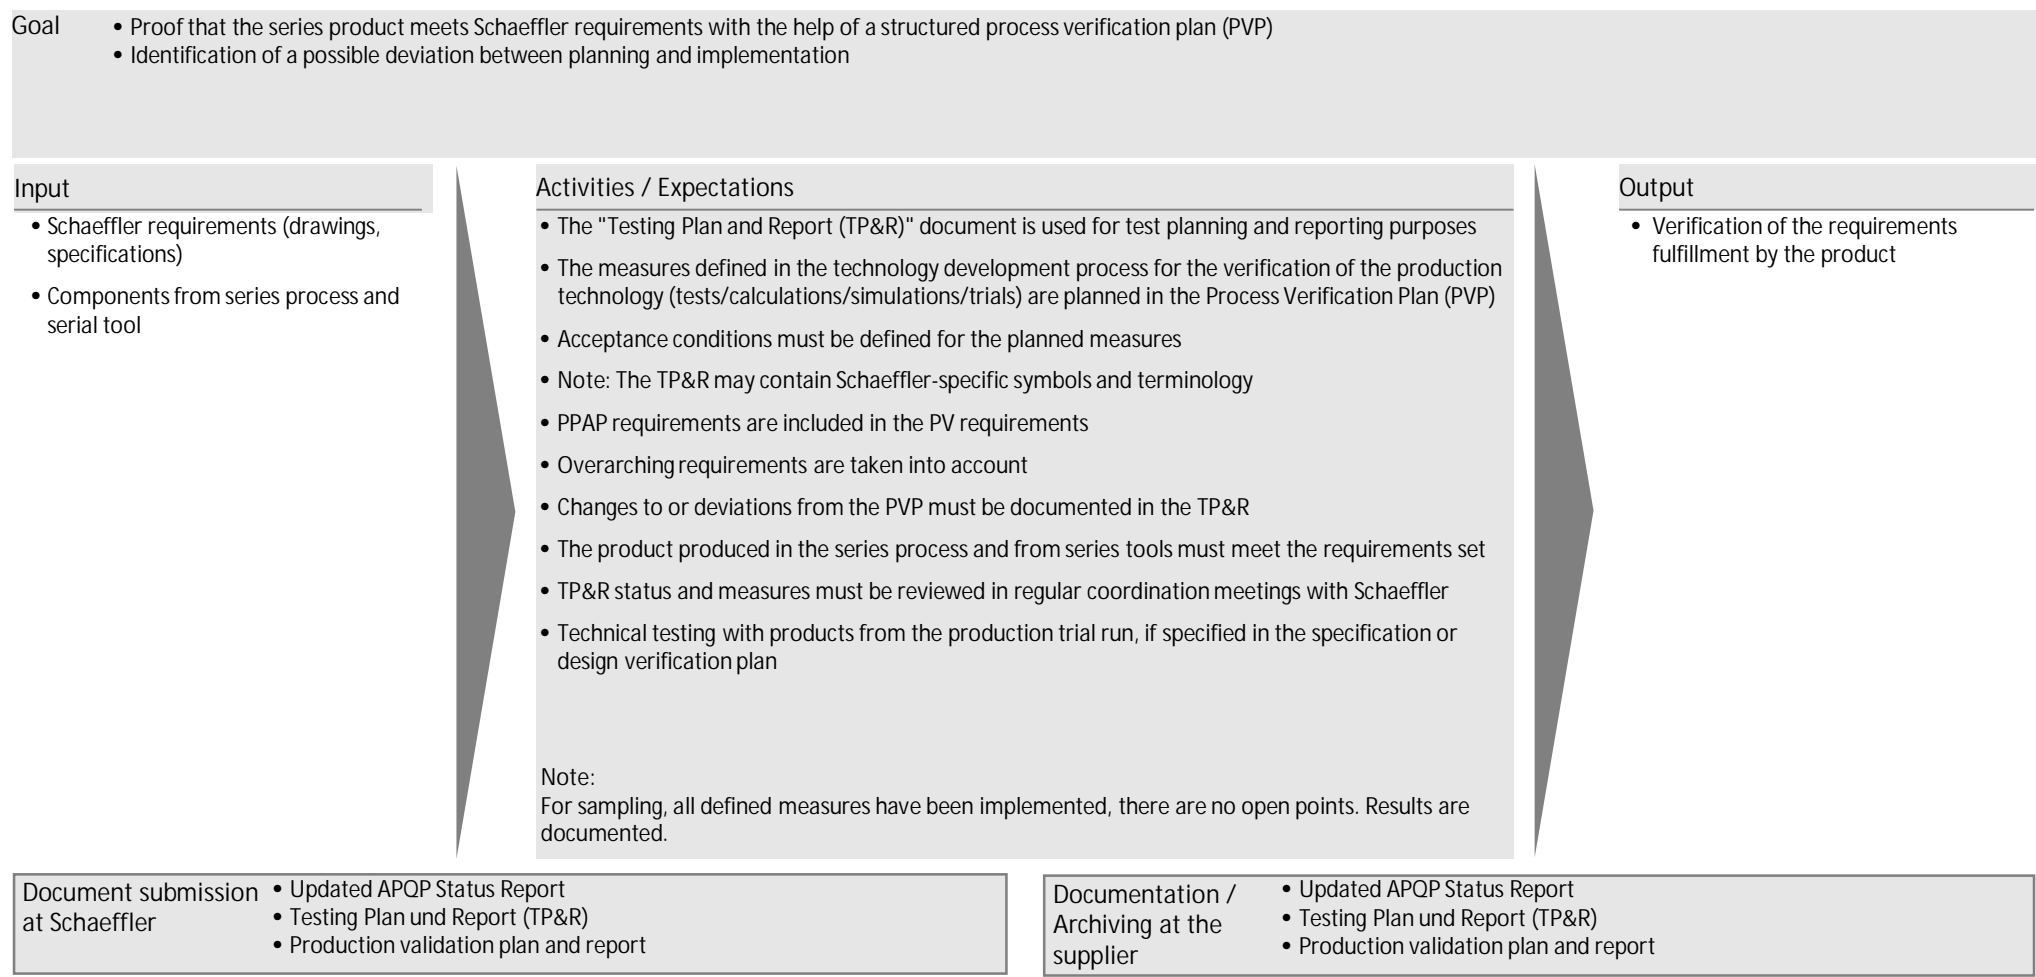 Goal
• Proof that the series product meets Schaeffler requirements with the help of a structured process verification plan (PVP)
• Identification of a possible deviation between planning and implementation
Input
• Schaeffler requirements (drawings,
specifications)
• Components from series process and
serial tool
Activities / Expectations
• The "Testing Plan and Report (TP&R)" document is used for test planning and reporting purposes
• The measures defined in the technology development process for the verification of the production
technology (tests/calculations/simulations/trials) are planned in the Process Verification Plan (PVP)
• Acceptance conditions must be defined for the planned measures
• Note: The TP&R may contain Schaeffler-specific symbols and terminology
• PPAP requirements are included in the PV requirements
• Overarching requirements are taken into account
• Changes to or deviations from the PVP must be documented in the TP&R
• The product produced in the series process and from series tools must meet the requirements set
• TP&R status and measures must be reviewed in regular coordination meetings with Schaeffler
• Technical testing with products from the production trial run, if specified in the specification or
design verification plan
Note:
For sampling, all defined measures have been implemented, there are no open points. Results are
documented.
Output
• Verification of the requirements
fulfillment by the product
Document submission
at Schaeffler
• Updated APQP Status Report
• Testing Plan und Report (TP&R)
• Production validation plan and report
Documentation /
Archiving at the
supplier
• Updated APQP Status Report
• Testing Plan und Report (TP&R)
• Production validation plan and report